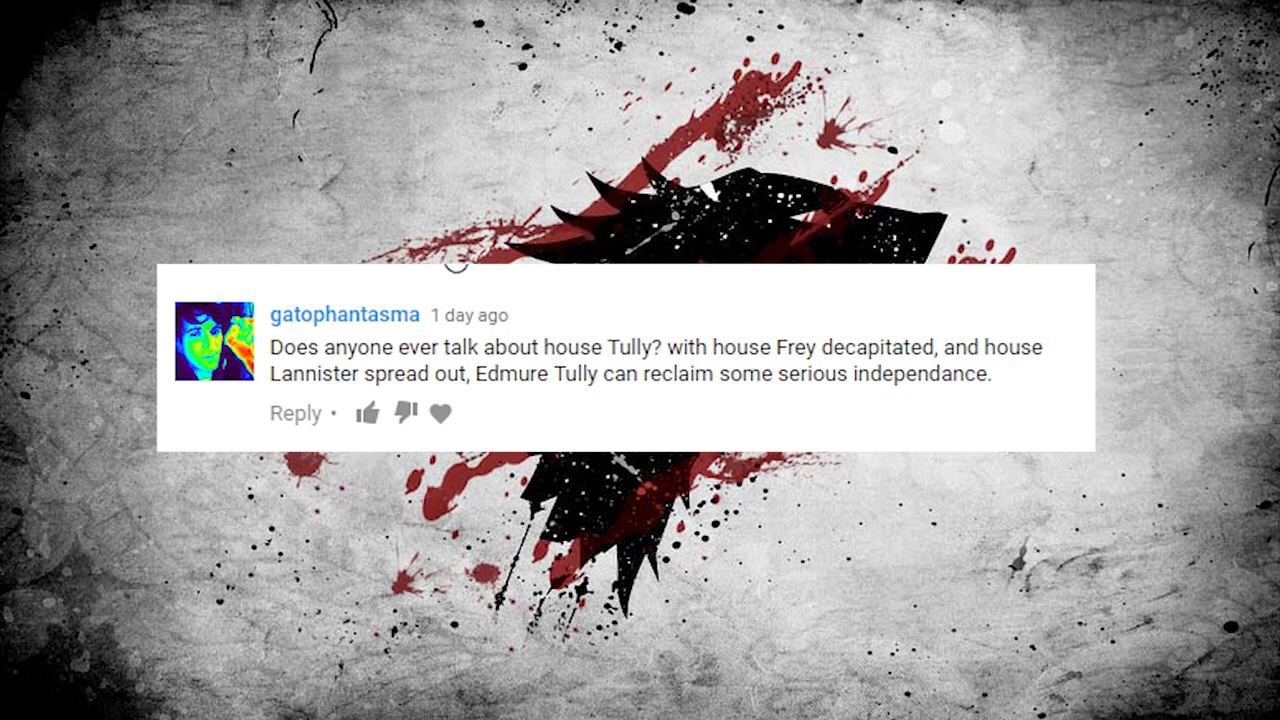 gatophantasma 1 day ago
Does anyone ever talk about house Tully? with house Frey decapitated, and house
Lannister spread out, Edmure Tully can reclaim some serious independance.
Reply •